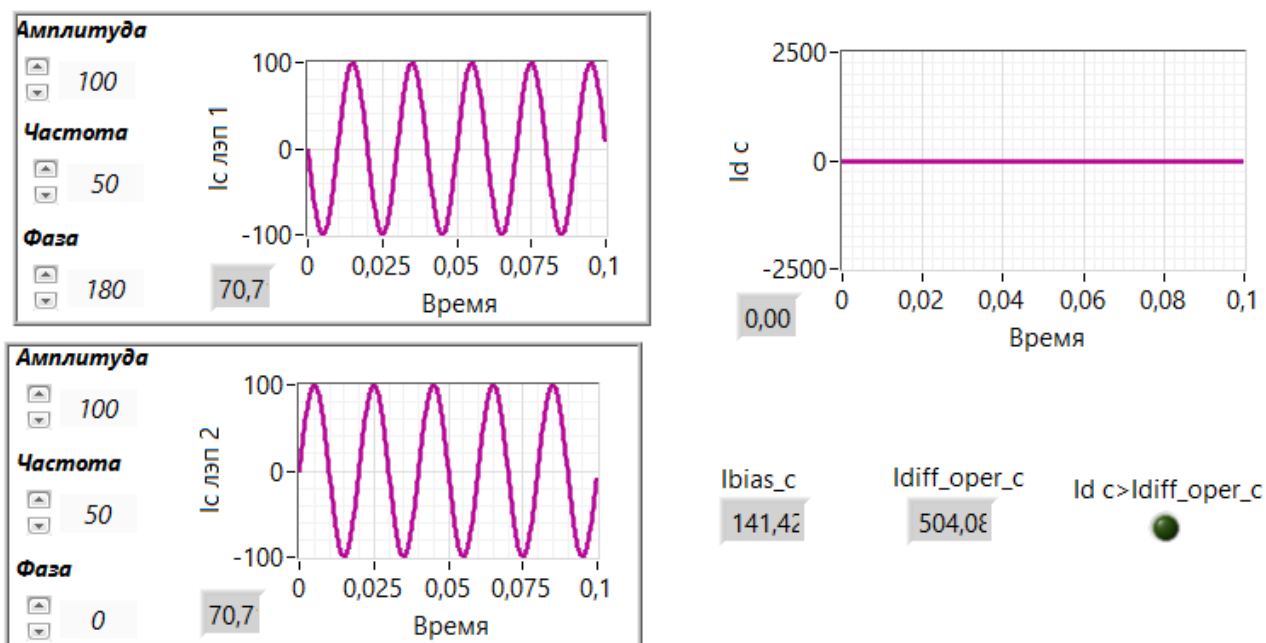 Амплитуда
100
Частота
50
Фаза
180
70,7
Ic лэп 1
100
0
-100
0 0,025 0,05 0,075 0,1
Время
Id c
2500
0
-2500
0 0,02 0,04 0,06 0,08 0,1
Время
0,00
Амплитуда
100
Частота
50
Фаза
0
70,7
Ic лэп 2
100
0
-100
0 0,025 0,05 0,075 0,1
Время
Ibias_c
141,42
Idiff_oper_c
504,08
Id c>Idiff_oper_c